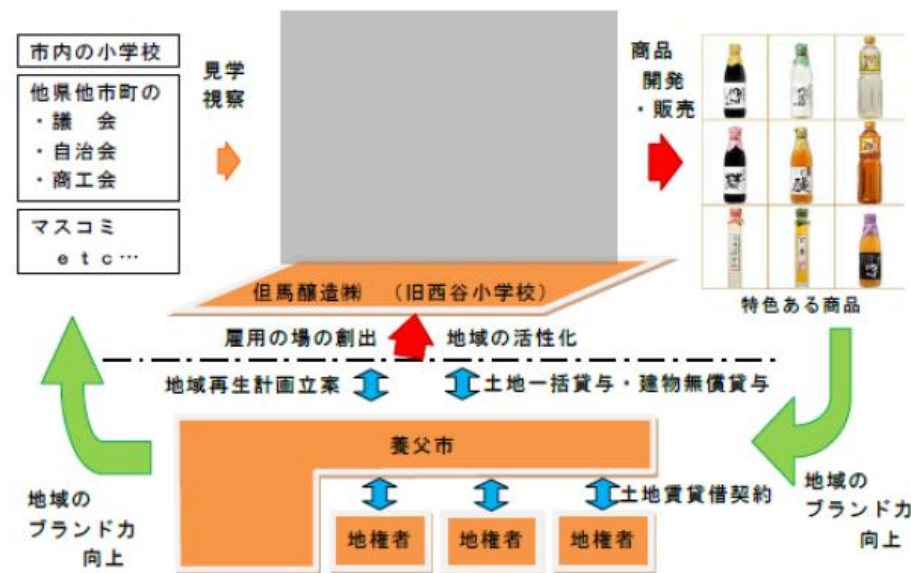 市内の小学校
他県他市町の
・議　会
・自治会
・商工会
マスコミ
ｅｔｃ…
見学
視察
商品
開発
・販売
特色ある商品
但馬醸造㈱　（旧西谷小学校）
雇用の場の創出
地域の活性化
地域再生計画立案
土地一括貸与・建物無償貸与
養父市
土地賃貸借契約
地権者
地権者
地権者
地域の
ブランド力
向上
地域の
ブランド力
向上